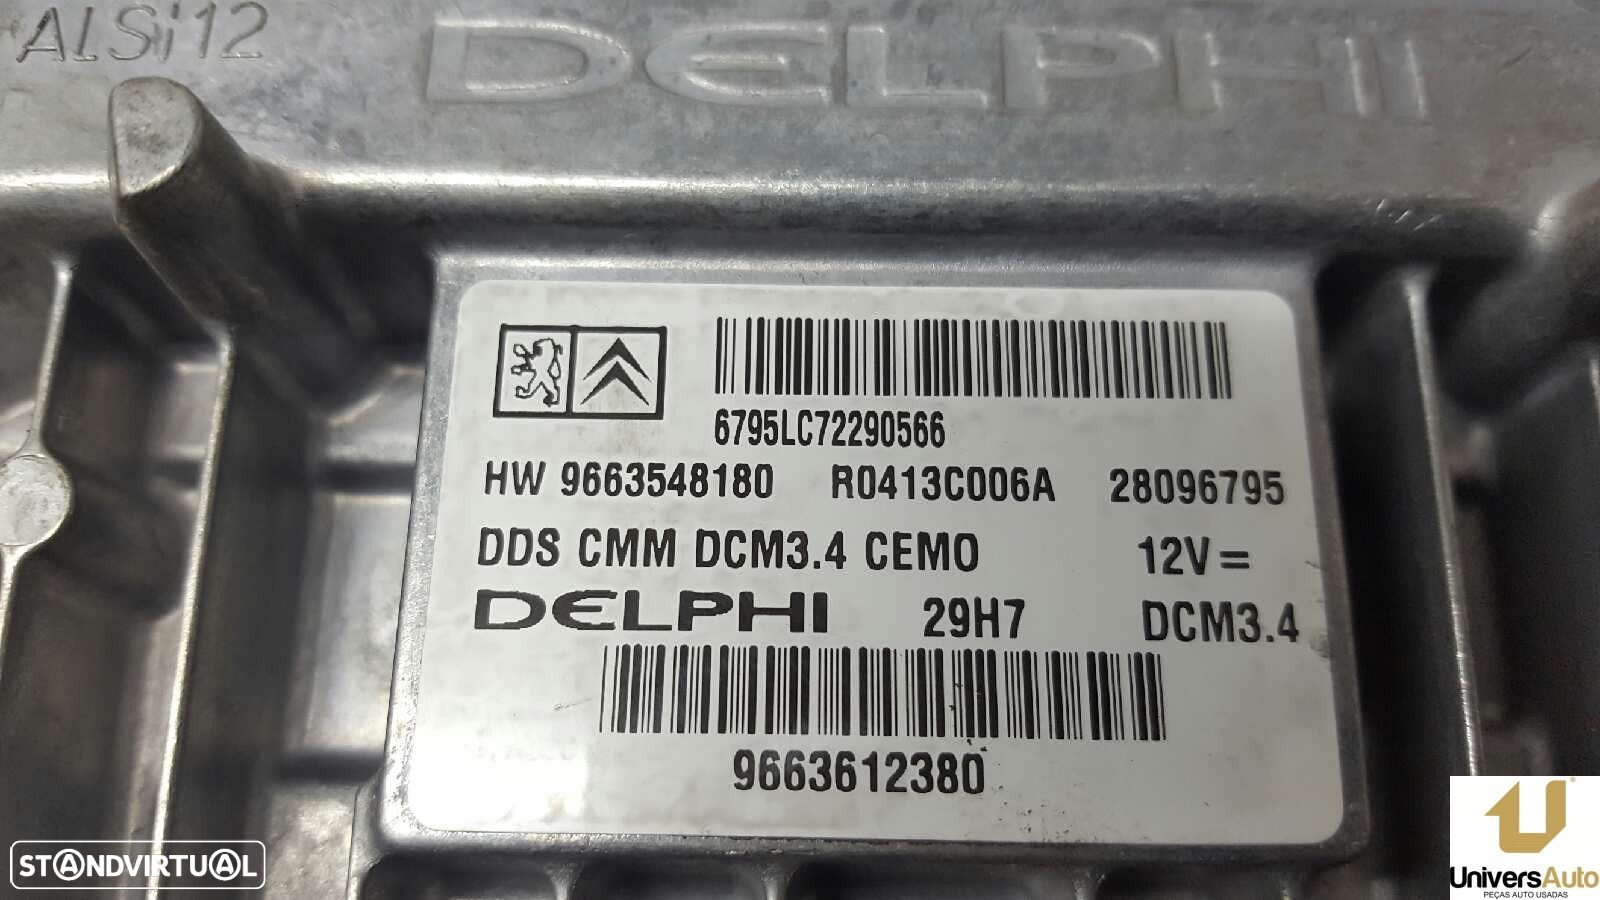 ALSi12
DELPHI
6795LC72290566
HW 9663548180 R0413C006A 28096795
DDS CMM DCM3.4 CEMO 12V=
DELPHI 29H7 DCM3.4
9663612380
STANDVIRTUAL
UniversAuto
PEÇAS AUTO USADAS